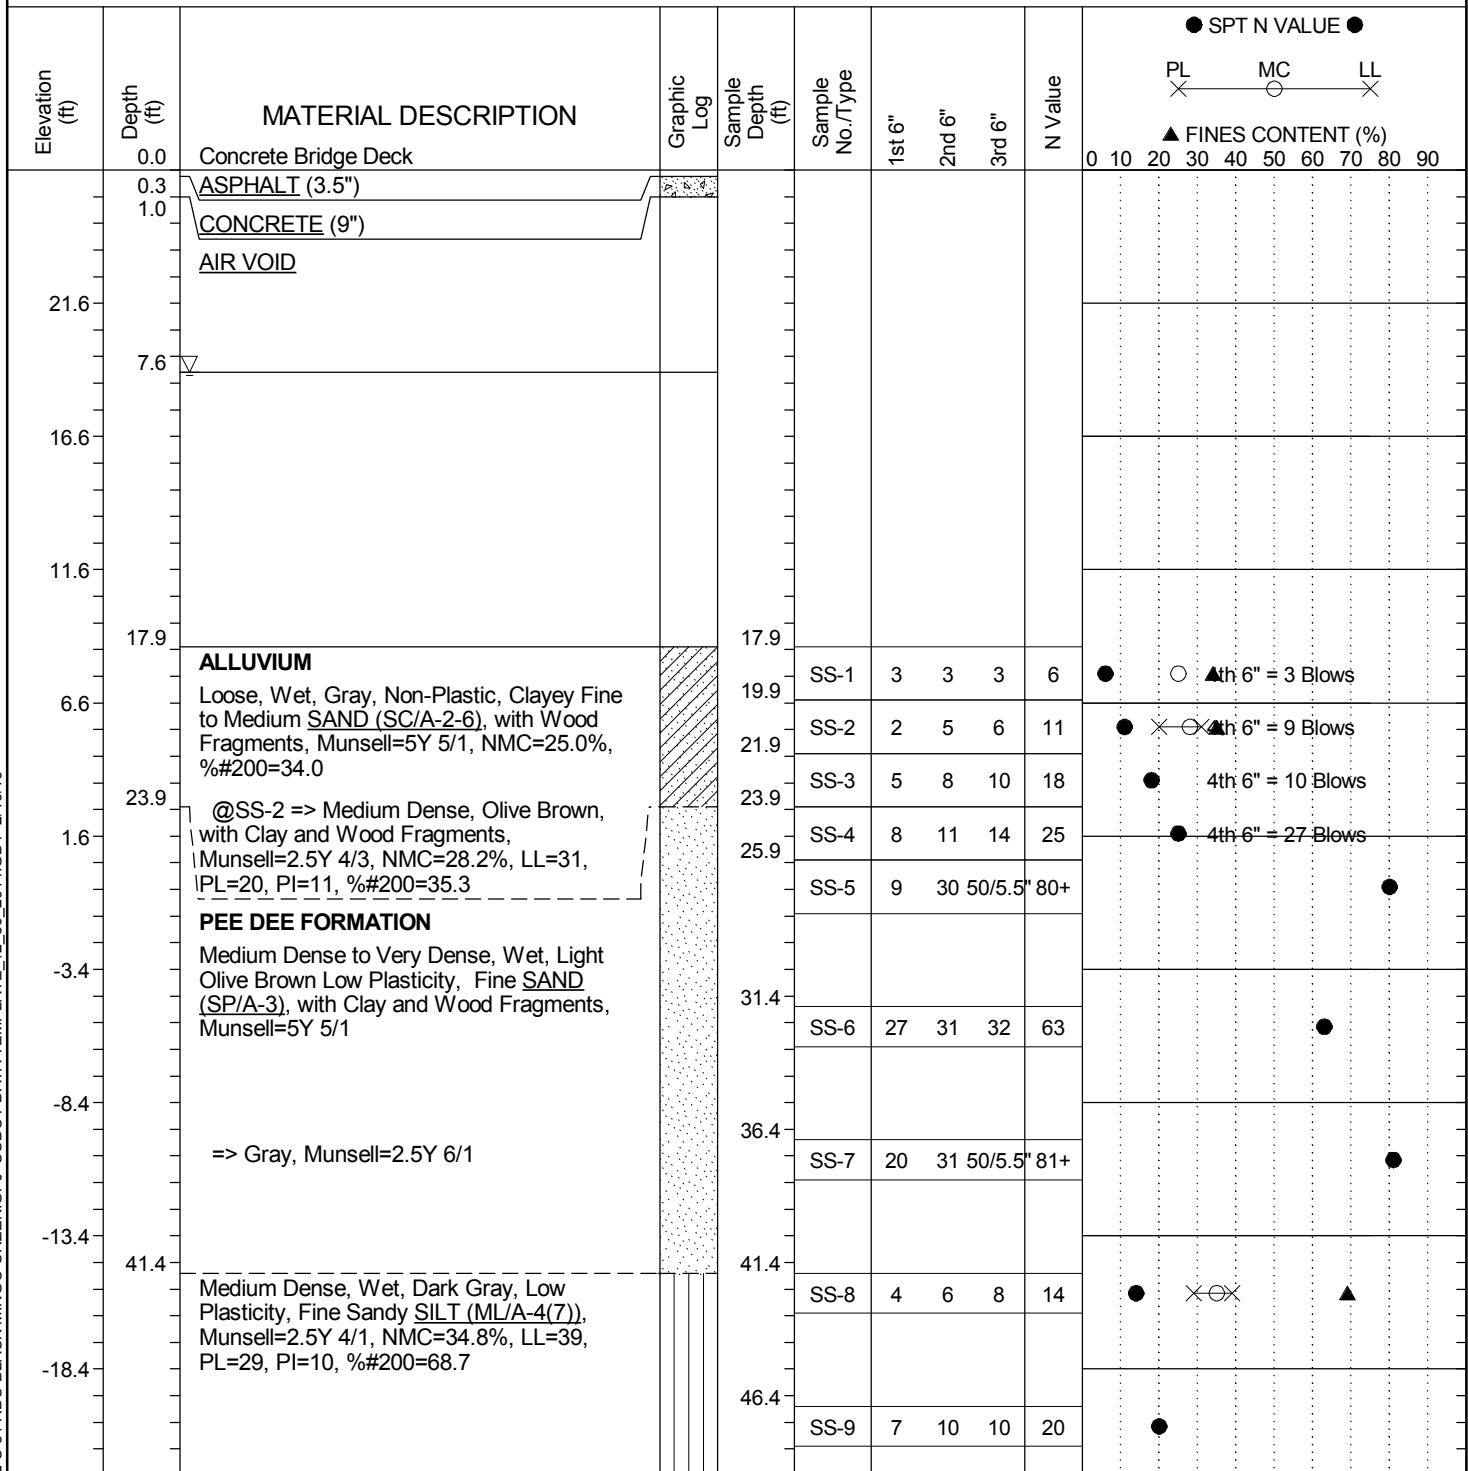 ● SPT N VALUE ●
PL MC LL
▲ FINES CONTENT (%)
0 10 20 30 40 50 60 70 80 90
Elevation (ft)
Depth (ft)
MATERIAL DESCRIPTION
Graphic Log
Sample Depth (ft)
Sample No./Type
1st 6"
2nd 6"
3rd 6"
N Value
0.0 Concrete Bridge Deck
0.3 ASPHALT (3.5")
1.0
CONCRETE (9")
AIR VOID
21.6
7.6
16.6
11.6
17.9 17.9
ALLUVIUM
SS-1 3 3 3 6 4th 6" = 3 Blows
Loose, Wet, Gray, Non-Plastic, Clayey Fine
19.9
6.6
to Medium SAND (SC/A-2-6), with Wood
SS-2 2 5 6 11 4th 6" = 9 Blows
Fragments, Munsell=5Y 5/1, NMC=25.0%,
21.9
%#200=34.0
SS-3 5 8 10 18 4th 6" = 10 Blows
23.9 23.9
@SS-2 => Medium Dense, Olive Brown,
1.6
with Clay and Wood Fragments,
SS-4 8 11 14 25 4th 6" = 27 Blows
25.9
Munsell=2.5Y 4/3, NMC=28.2%, LL=31,
PL=20, PI=11, %#200=35.3
SS-5 9 30 50/5.5" 80+
PEE DEE FORMATION
Medium Dense to Very Dense, Wet, Light
-3.4
Olive Brown Low Plasticity, Fine SAND
31.4
(SP/A-3), with Clay and Wood Fragments,
Munsell=5Y 5/1
SS-6 27 31 32 63
-8.4
36.4
=> Gray, Munsell=2.5Y 6/1
SS-7 20 31 50/5.5" 81+
-13.4
41.4 41.4
Medium Dense, Wet, Dark Gray, Low
SS-8 4 6 8 14
Plasticity, Fine Sandy SILT (ML/A-4(7)),
Munsell=2.5Y 4/1, NMC=34.8%, LL=39,
PL=29, PI=10, %#200=68.7
-18.4
46.4
SS-9 7 10 10 20